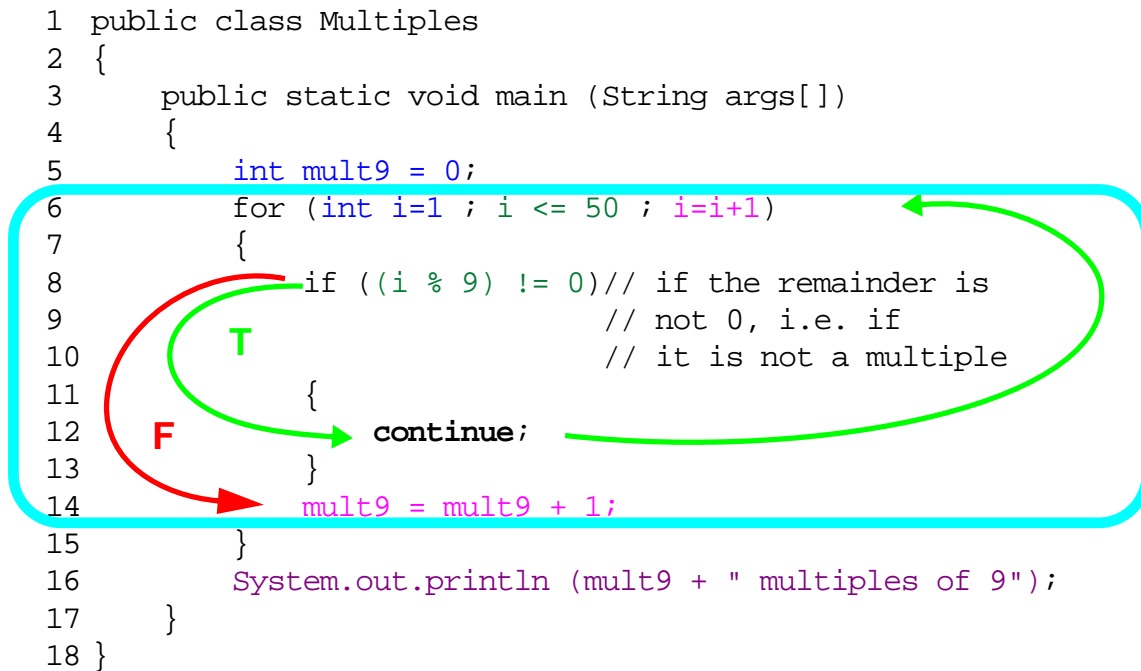 1 public class Multiples
2 {
3     public static void main (String args[])
4     {
5         int mult9 = 0;
6         for (int i=1 ; i <= 50 ; i=i+1)
7         {
8             if ((i % 9) != 0)// if the remainder is
9                              // not 0, i.e. if
T
10                              // it is not a multiple
11             {
F
12                 continue;
13             }
14             mult9 = mult9 + 1;
15         }
16         System.out.println (mult9 + " multiples of 9");
17     }
18 }